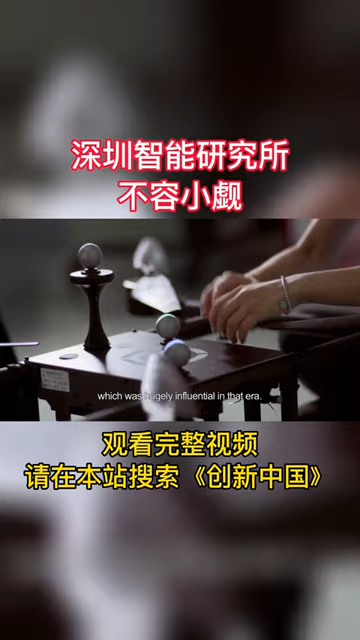 深圳智能研究所
不容小觑
which was hugely influential in that era.
观看完整视频
请在本站搜索《创新中国》